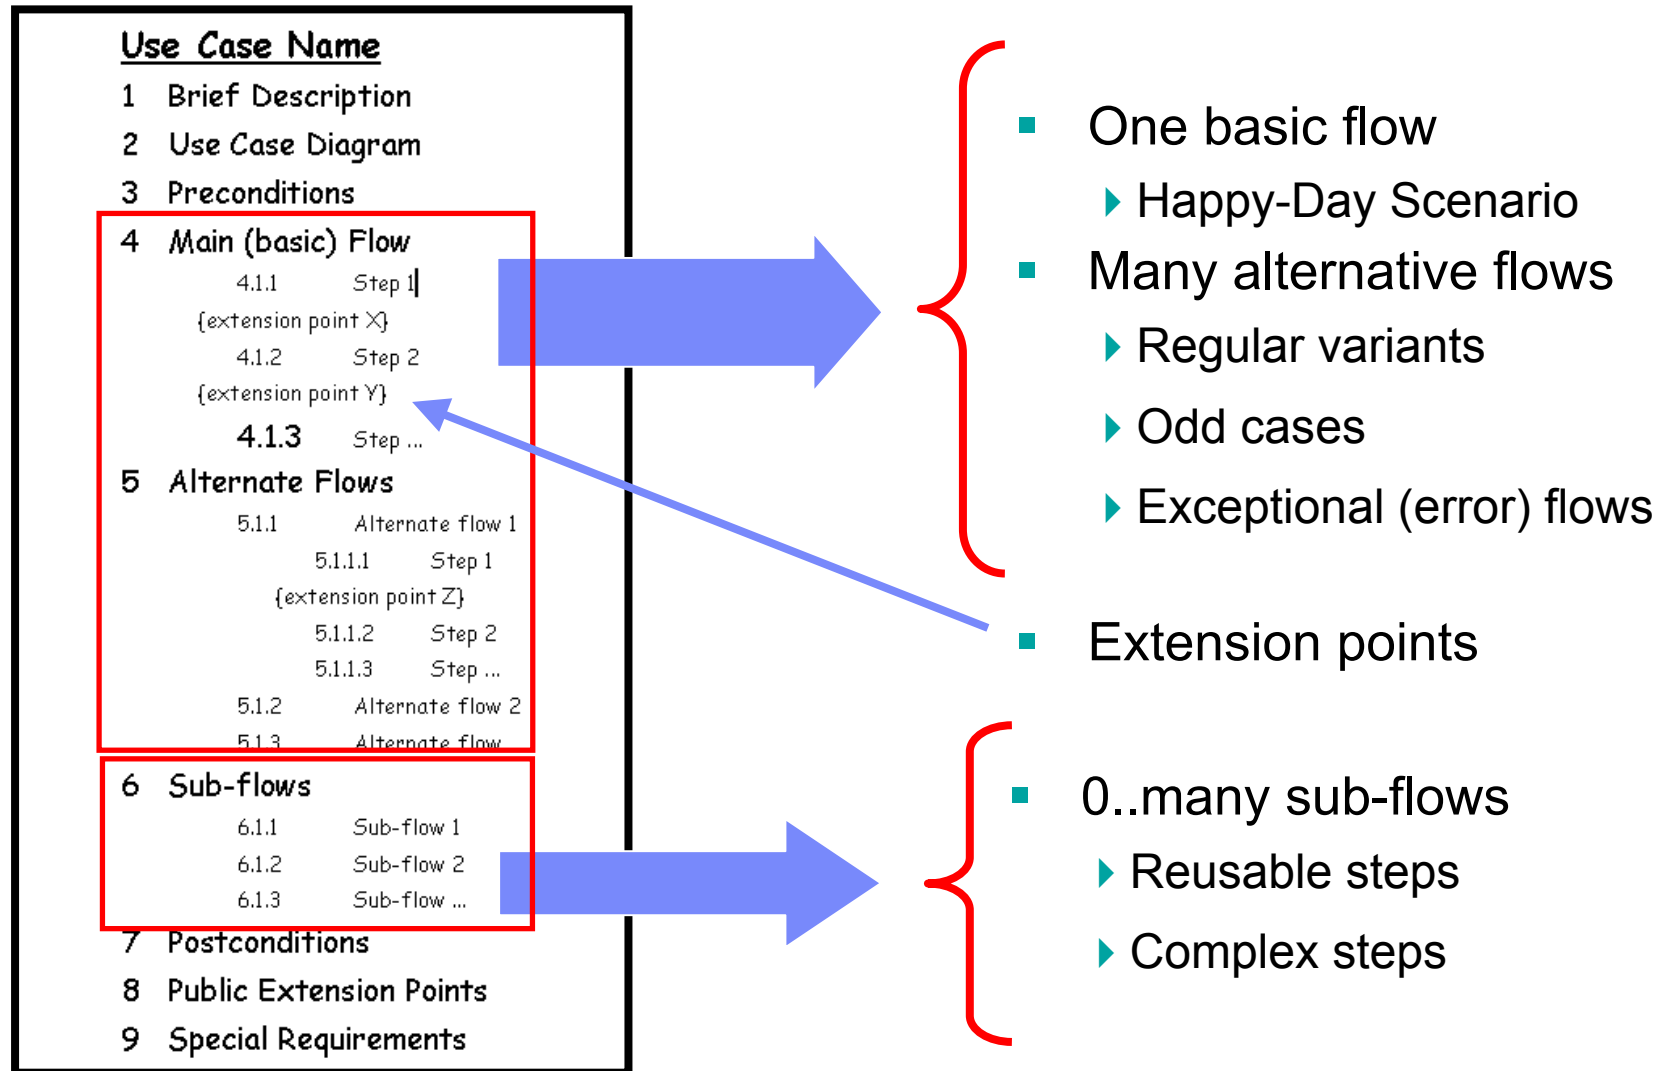 Use Case Name
1 Brief Description
2 Use Case Diagram
3 Preconditions
4 Main (basic) Flow
4.1.1 Step 1
{extension point X}
4.1.2 Step 2
{extension point Y}
4.1.3 Step ...
5 Alternate Flows
5.1.1 Alternate flow 1
5.1.1.1 Step 1
{extension point Z}
5.1.1.2 Step 2
5.1.1.3 Step ...
5.1.2 Alternate flow 2
5.1.3 Alternate flow
6 Sub-flows
6.1.1 Sub-flow 1
6.1.2 Sub-flow 2
6.1.3 Sub-flow ...
7 Postconditions
8 Public Extension Points
9 Special Requirements
One basic flow
Happy-Day Scenario
Many alternative flows
Regular variants
Odd cases
Exceptional (error) flows
Extension points
0..many sub-flows
Reusable steps
Complex steps